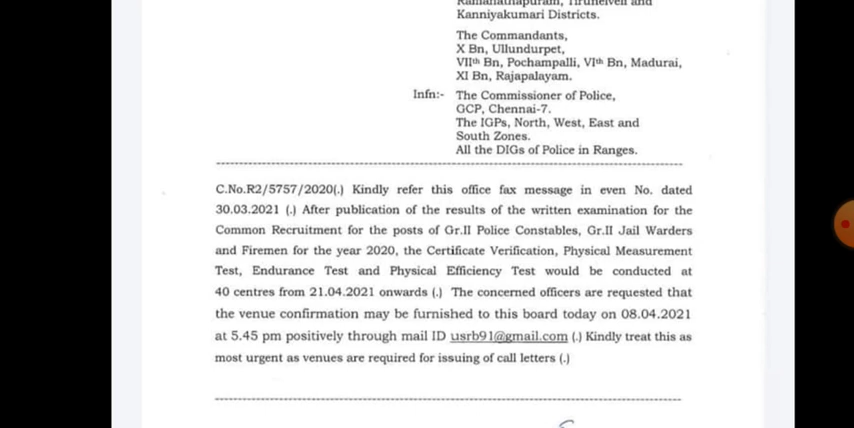 Ramanathapuram, Tirunelveli and
Kanniyakumari Districts.
The Commandants,
X Bn, Ullundurpet,
VIIth Bn, Pochampalli, VIth Bn, Madurai,
XI Bn, Rajapalayam.
Infn:- The Commissioner of Police,
GCP, Chennai-7.
The IGPs, North, West, East and
South Zones.
All the DIGs of Police in Ranges.
C.No.R2/5757/2020(.) Kindly refer this office fax message in even No. dated
30.03.2021 (.) After publication of the results of the written examination for the
Common Recruitment for the posts of Gr.II Police Constables, Gr.II Jail Warders
and Firemen for the year 2020, the Certificate Verification, Physical Measurement
Test, Endurance Test and Physical Efficiency Test would be conducted at
40 centres from 21.04.2021 onwards (.) The concerned officers are requested that
the venue confirmation may be furnished to this board today on 08.04.2021
at 5.45 pm positively through mail ID usrb91@gmail.com (.) Kindly treat this as
most urgent as venues are required for issuing of call letters (.)